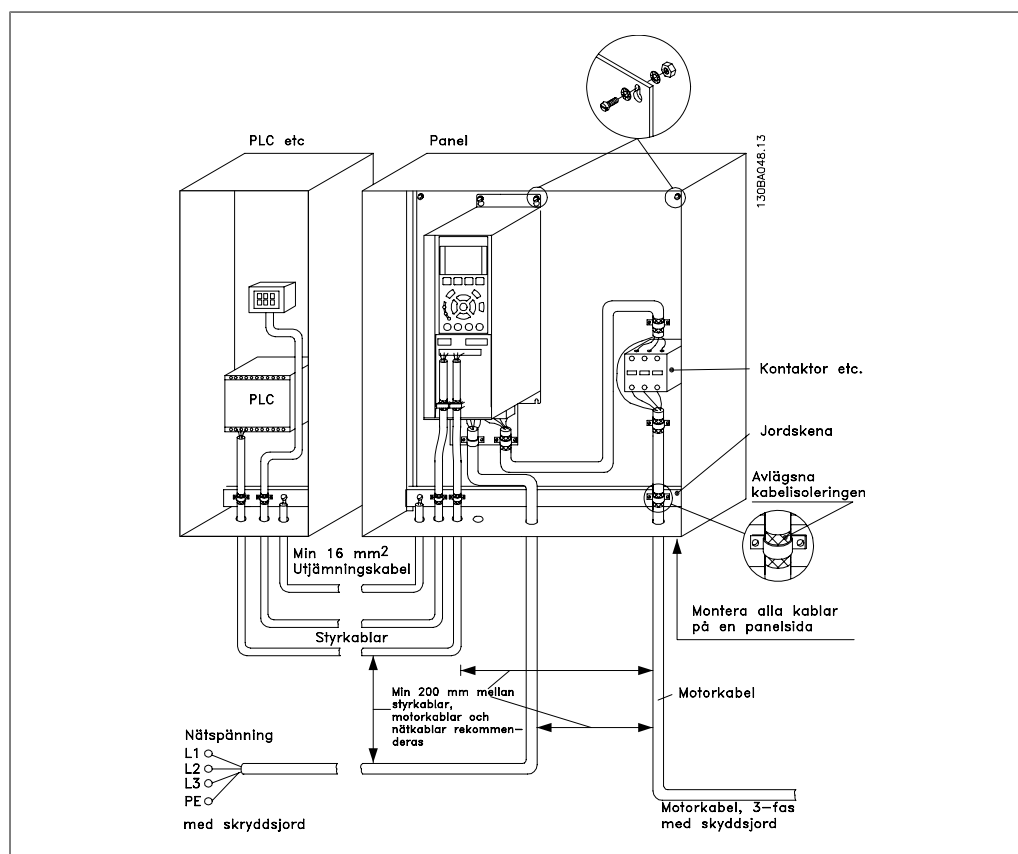 PLC etc
Panel
130BA048.13
PLC
Kontaktor etc.
Jordskena
Avlägsna
kabelisoleringen
Min 16 mm2
Utjämningskabel
Montera alla kablar
på en panelsida
Styrkablar
Min 200 mm mellan
styrkablar,
motorkablar och
nätkablar rekommen-
deras
Motorkabel
Nätspänning
L1
L2
L3
PE
med skryddsjord
Motorkabel, 3-fas
med skyddsjord